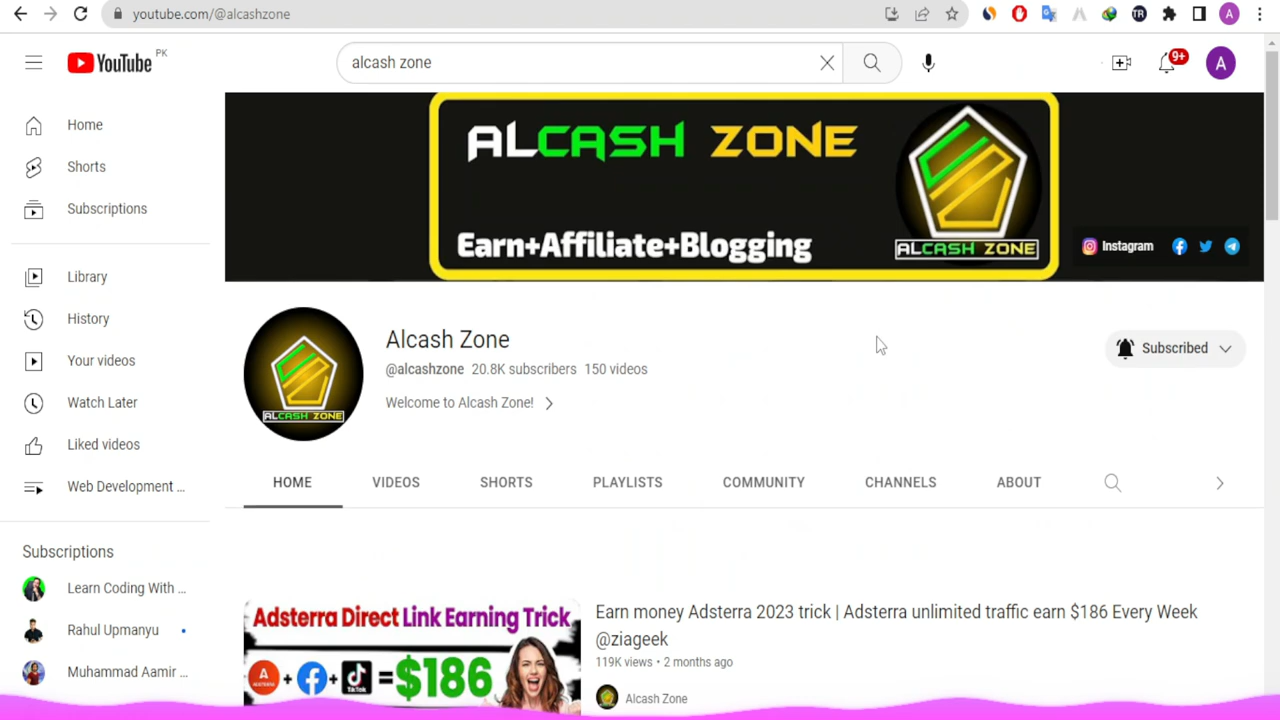 youtube.com/@alcashzone
TR
A
YouTube PK
alcash zone
9+
A
Home
Shorts
Subscriptions
Library
History
Your videos
Watch Later
Liked videos
Web Development ...
Subscriptions
Learn Coding With ...
Rahul Upmanyu
Muhammad Aamir ...
ALCASH ZONE
Earn+Affiliate+Blogging
ALCASH ZONE
Instagram
ALCASH ZONE
Alcash Zone
@alcashzone 20.8K subscribers 150 videos
Welcome to Alcash Zone!
Subscribed
HOME VIDEOS SHORTS PLAYLISTS COMMUNITY CHANNELS ABOUT
Adsterra Direct Link Earning Trick
+ + TikTok =$186
Earn money Adsterra 2023 trick | Adsterra unlimited traffic earn $186 Every Week
@ziageek
119K views • 2 months ago
Alcash Zone